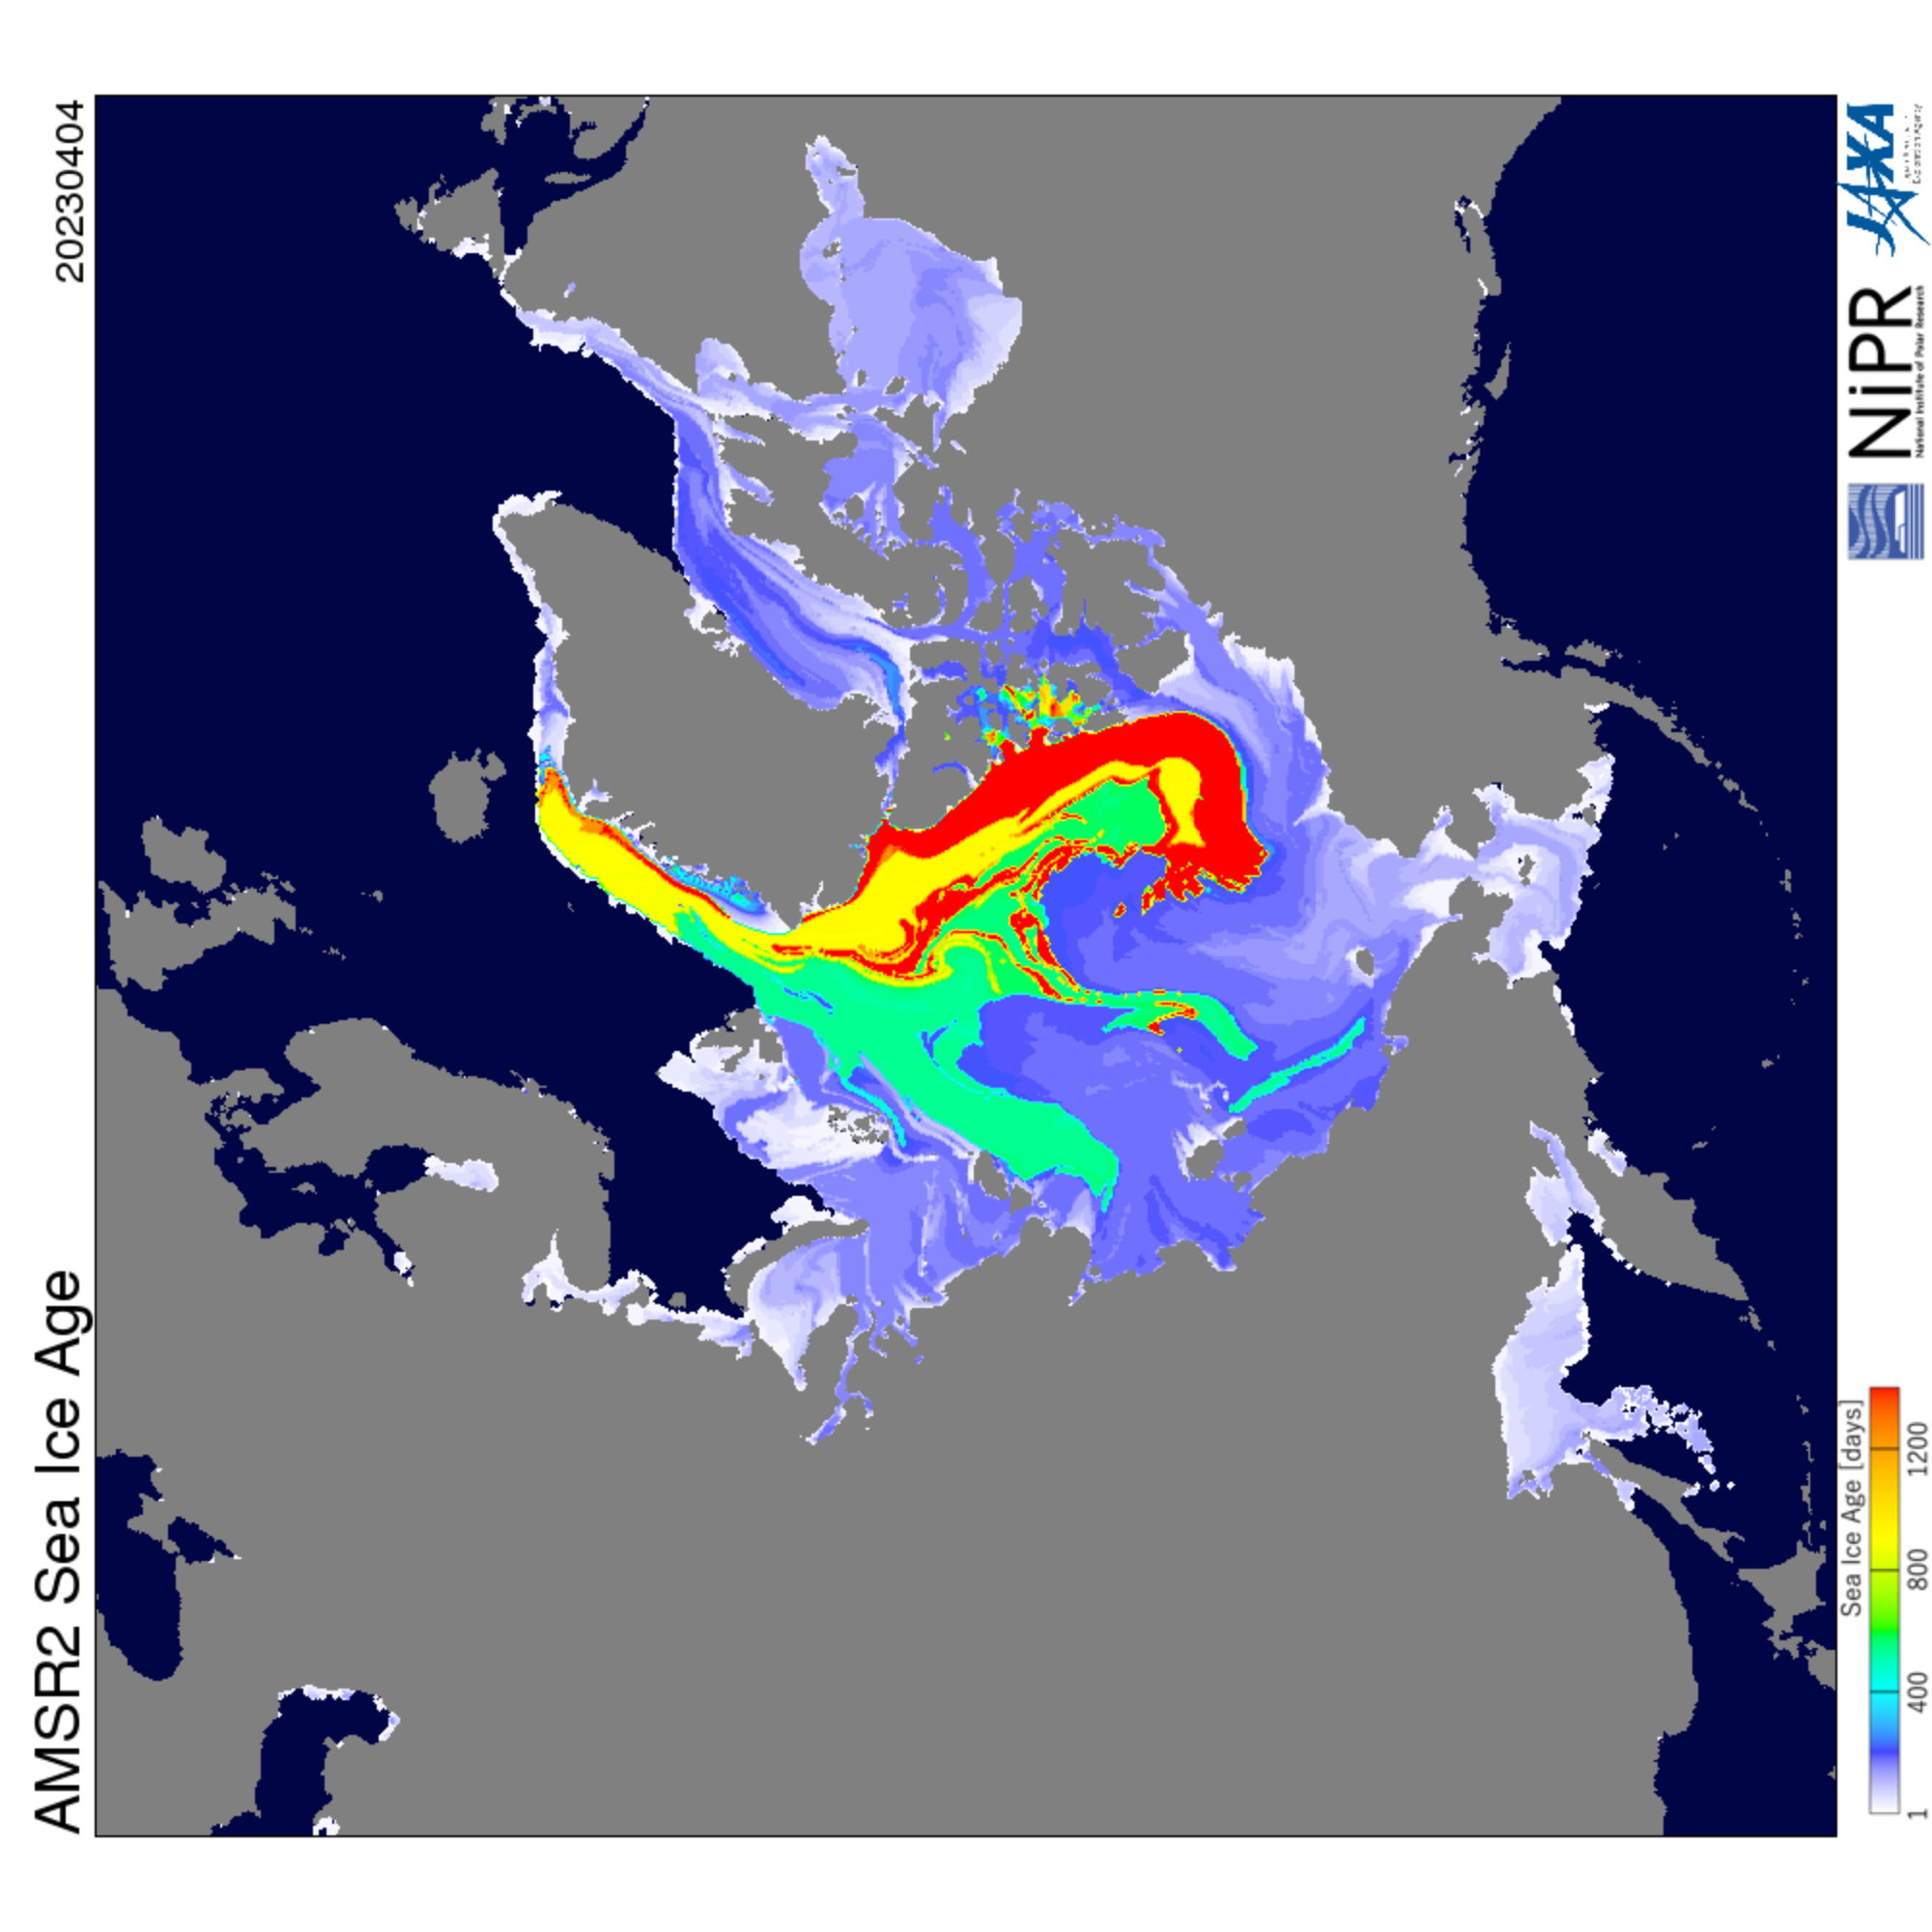 AMSR2 Sea Ice Age
20230404
Sea Ice Age [days]
1
400
800
1200
NiPR
National Institute of Polar Research
JAXA